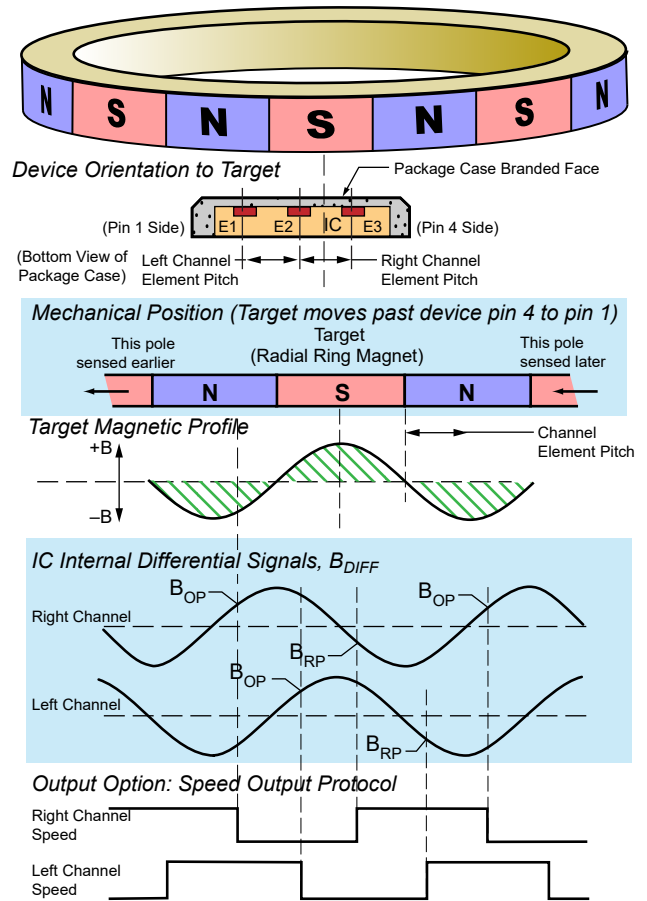 N S N S N S N
Device Orientation to Target
Package Case Branded Face
(Pin 1 Side)
E1 E2 IC E3
(Pin 4 Side)
(Bottom View of
Package Case)
Left Channel
Element Pitch
Right Channel
Element Pitch
Mechanical Position (Target moves past device pin 4 to pin 1)
This pole
sensed earlier
Target
(Radial Ring Magnet)
This pole
sensed later
N S N
Target Magnetic Profile
+B
–B
Channel
Element Pitch
IC Internal Differential Signals, BDIFF
BOP
BOP
Right Channel
BRP
BOP
Left Channel
BRP
Output Option: Speed Output Protocol
Right Channel
Speed
Left Channel
Speed